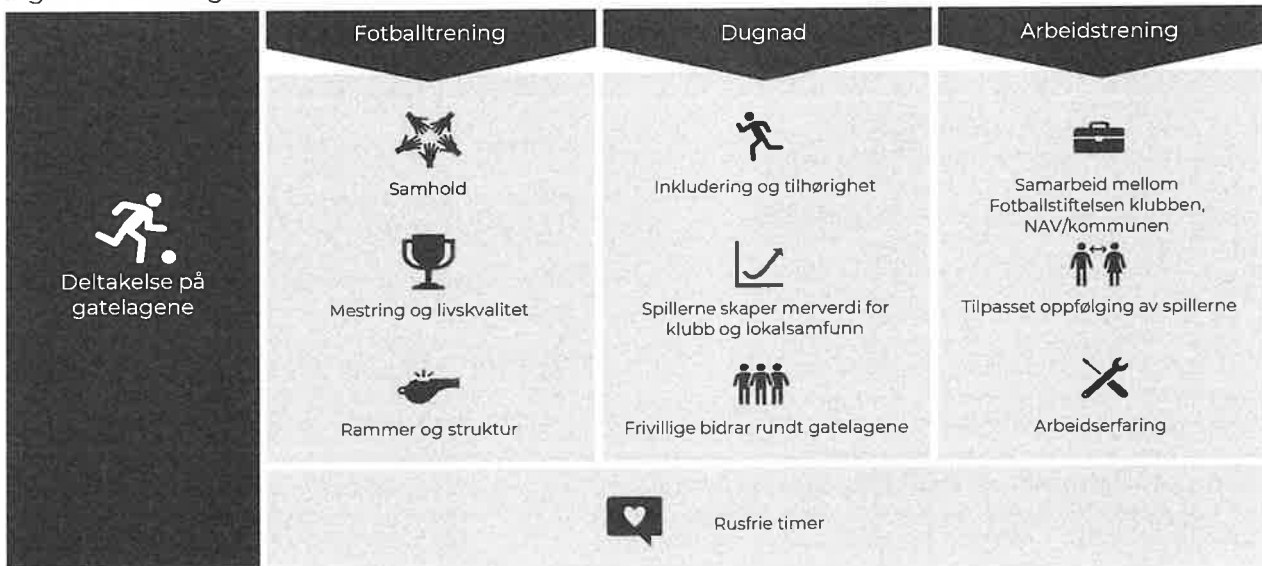 Deltakelse på
gatelagene
Fotballtrening
Samhold
Mestring og livskvalitet
Rammer og struktur
Dugnad
Inkludering og tilhørighet
Spillerne skaper merverdi for
klubb og lokalsamfunn
Frivillige bidrar rundt gatelagene
Arbeidstrening
Samarbeid mellom
Fotballstiftelsen klubben,
NAV/kommunen
Tilpasset oppfølging av spillerne
Arbeidserfaring
Rusfrie timer